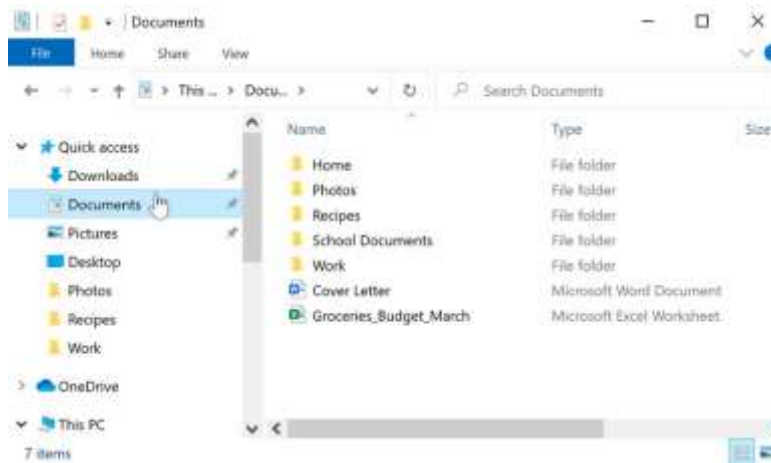 Documents
File Home Share View
This ... Docu... Search Documents
Quick access
Downloads
Documents
Pictures
Desktop
Photos
Recipes
Work
OneDrive
This PC
Name Type Size
Home File folder
Photos File folder
Recipes File folder
School Documents File folder
Work File folder
Cover Letter Microsoft Word Document
Groceries_Budget_March Microsoft Excel Worksheet
7 items